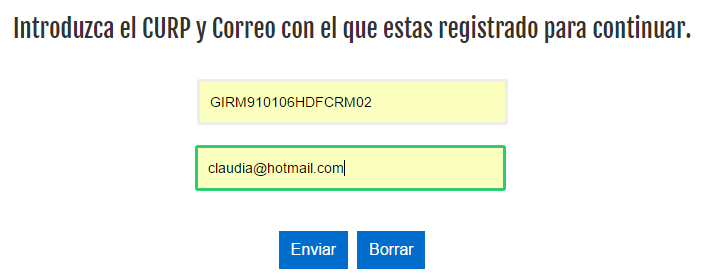 Introduzca el CURP y Correo con el que estas registrado para continuar.
GIRM910106HDFCRM02
claudia@hotmail.com
Enviar Borrar